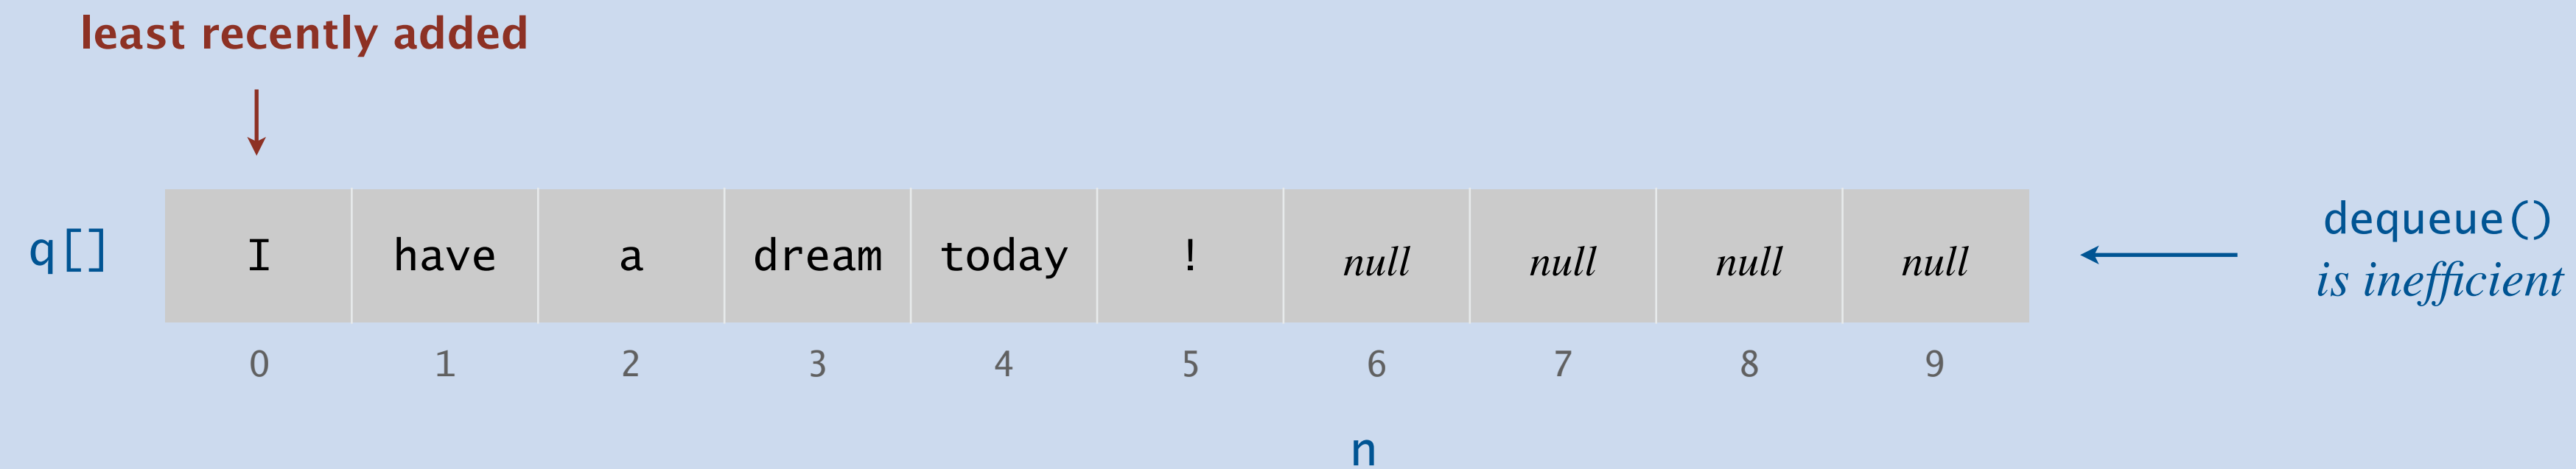 least recently added
q[] I have a dream today ! null null null null
dequeue()
is inefficient
0 1 2 3 4 5 6 7 8 9
n